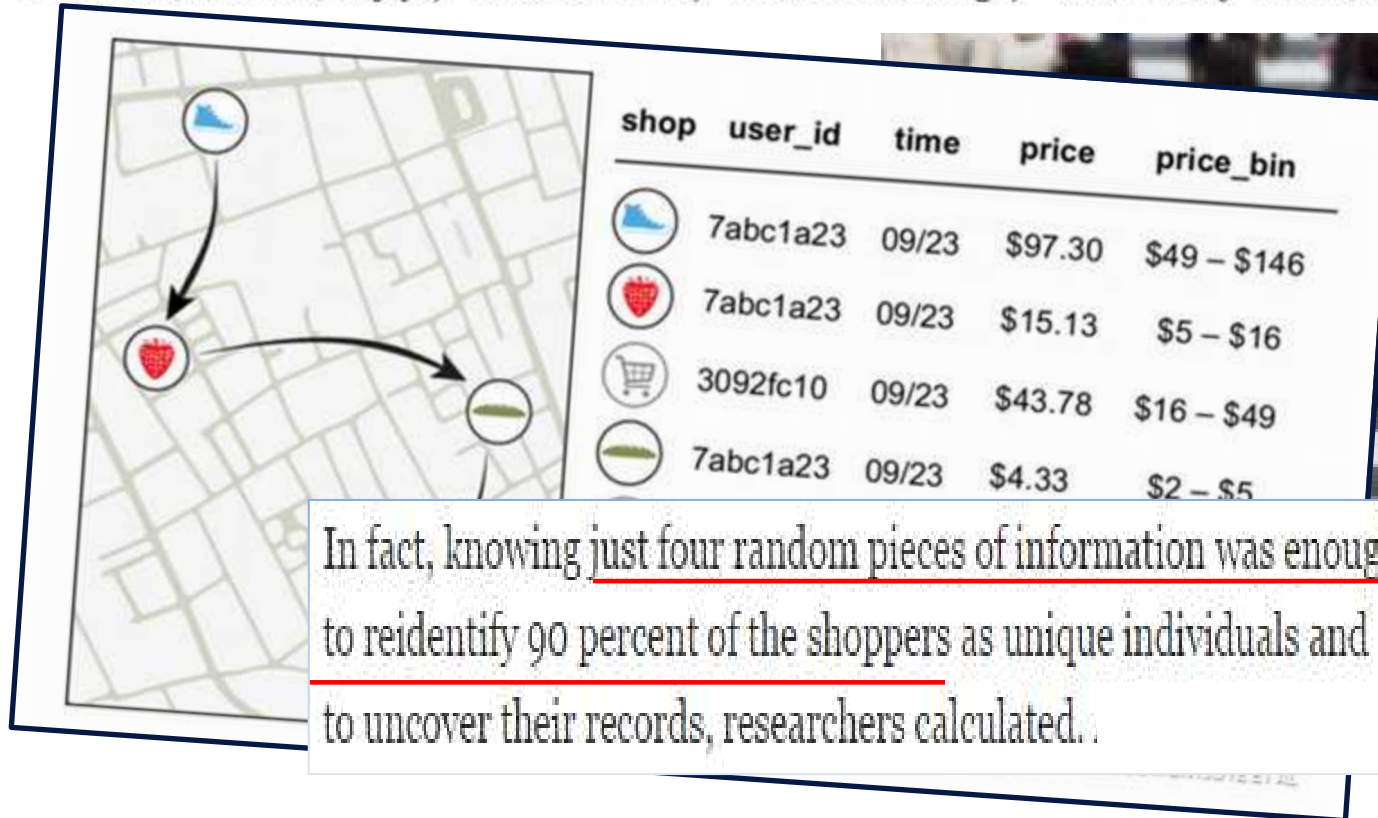 shop user_id time price price_bin
7abc1a23 09/23 $97.30 $49 – $146
7abc1a23 09/23 $15.13 $5 – $16
3092fc10 09/23 $43.78 $16 – $49
7abc1a23 09/23 $4.33 $2 – $5
In fact, knowing just four random pieces of information was enoug
to reidentify 90 percent of the shoppers as unique individuals and
to uncover their records, researchers calculated. .